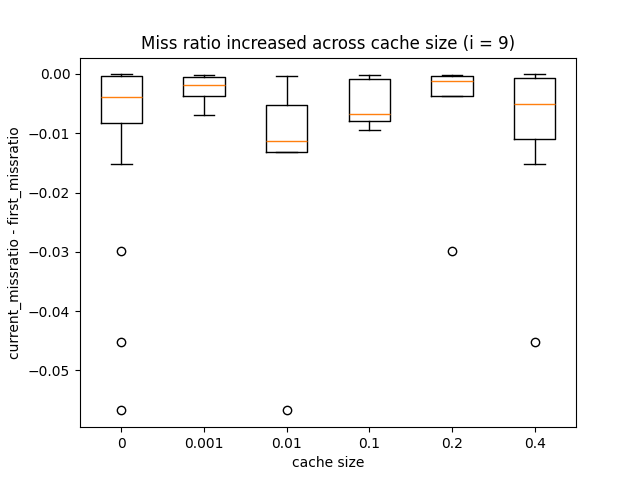 Miss ratio increased across cache size (i = 9)
current_missratio - first_missratio
0.00
−0.01
−0.02
−0.03
−0.04
−0.05
0 0.001 0.01 0.1 0.2 0.4
cache size